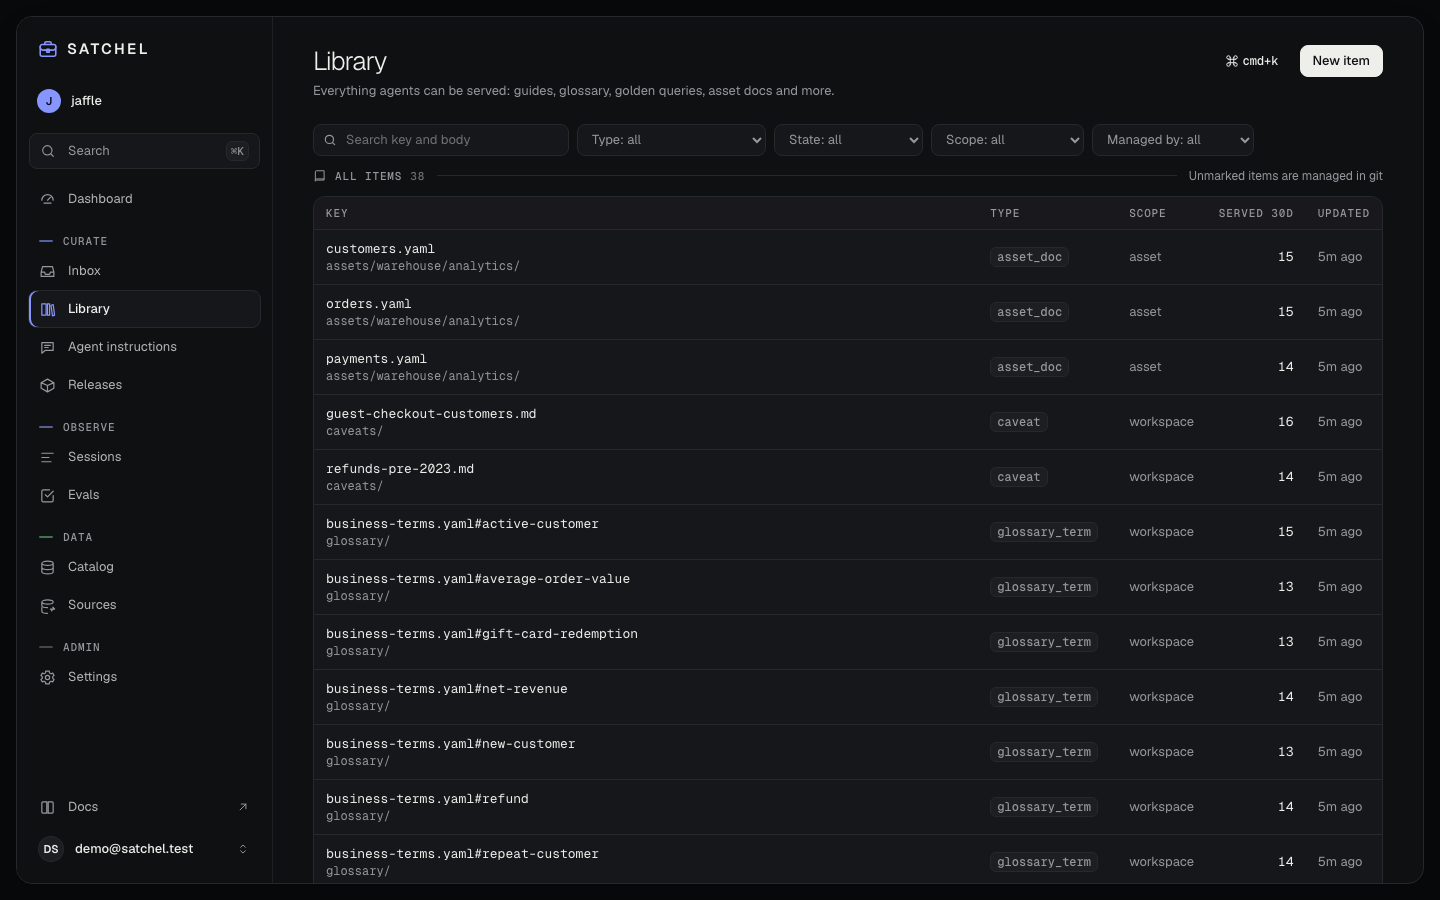 SATCHEL
J jaffle
Search ⌘K
Dashboard
CURATE
Inbox
Library
Agent instructions
Releases
OBSERVE
Sessions
Evals
DATA
Catalog
Sources
ADMIN
Settings
Docs
DS demo@satchel.test
Library
⌘ cmd+k New item
Everything agents can be served: guides, glossary, golden queries, asset docs and more.
Search key and body Type: all State: all Scope: all Managed by: all
ALL ITEMS 38 Unmarked items are managed in git
KEY TYPE SCOPE SERVED 30D UPDATED
customers.yaml
assets/warehouse/analytics/ asset_doc asset 15 5m ago
orders.yaml
assets/warehouse/analytics/ asset_doc asset 15 5m ago
payments.yaml
assets/warehouse/analytics/ asset_doc asset 14 5m ago
guest-checkout-customers.md
caveats/ caveat workspace 16 5m ago
refunds-pre-2023.md
caveats/ caveat workspace 14 5m ago
business-terms.yaml#active-customer
glossary/ glossary_term workspace 15 5m ago
business-terms.yaml#average-order-value
glossary/ glossary_term workspace 13 5m ago
business-terms.yaml#gift-card-redemption
glossary/ glossary_term workspace 13 5m ago
business-terms.yaml#net-revenue
glossary/ glossary_term workspace 14 5m ago
business-terms.yaml#new-customer
glossary/ glossary_term workspace 13 5m ago
business-terms.yaml#refund
glossary/ glossary_term workspace 14 5m ago
business-terms.yaml#repeat-customer
glossary/ glossary_term workspace 14 5m ago